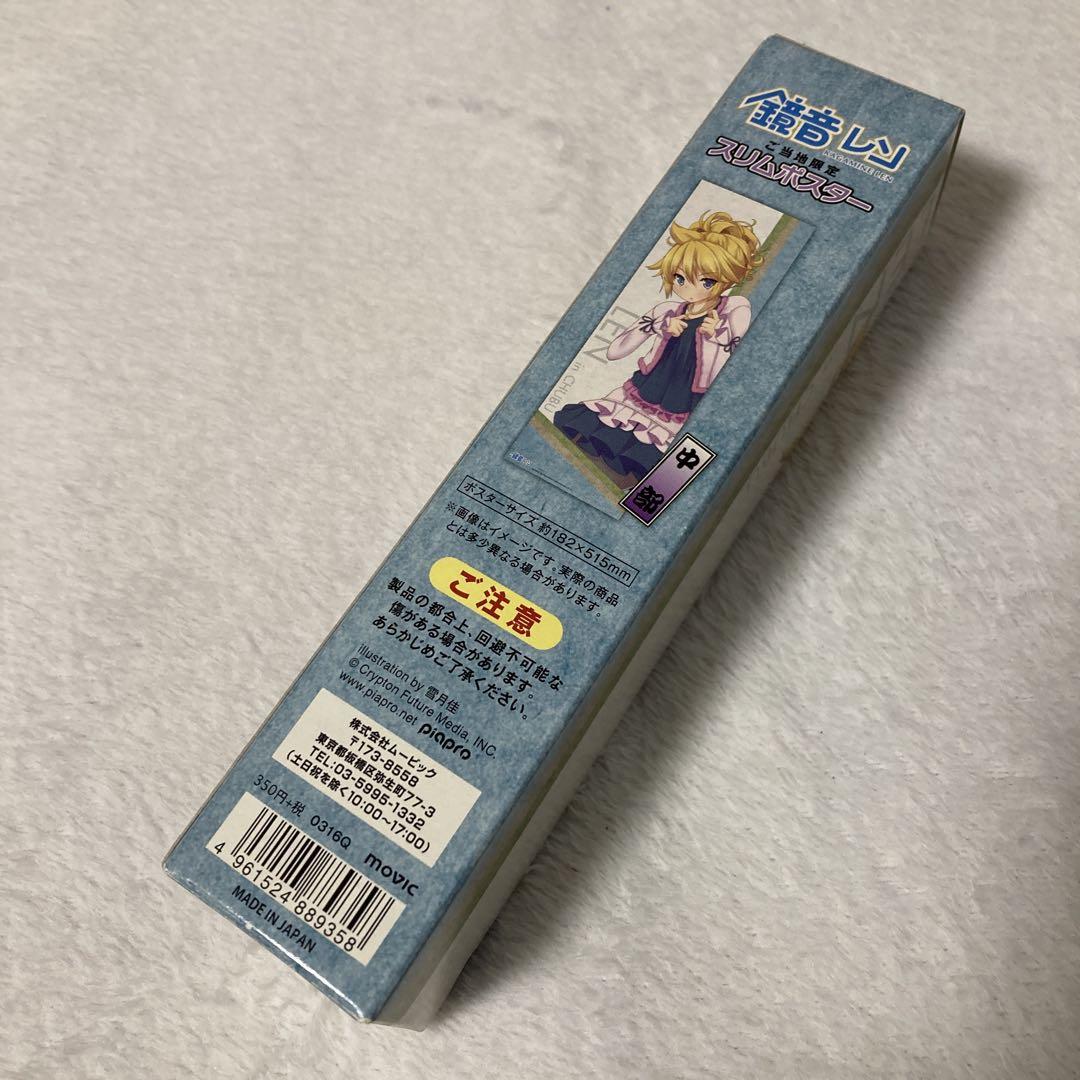 鏡音レン
KAGAMINE LEN
ご当地限定
スリムポスター
LEN
in CHUBU
中部
ポスターサイズ 約182×515mm
※画像はイメージです。実際の商品
とは多少異なる場合があります。
ご注意
製品の都合上、回避不可能な
傷がある場合があります。
あらかじめご了承ください。
illustration by 雪月佳
© Crypton Future Media, INC.
www.piapro.net piapro
株式会社ムービック
〒173-8558
東京都板橋区弥生町77-3
TEL:03-5995-1332
(土日祝を除く10:00~17:00)
350円+税 0316Q movic
4 961524 889358
MADE IN JAPAN